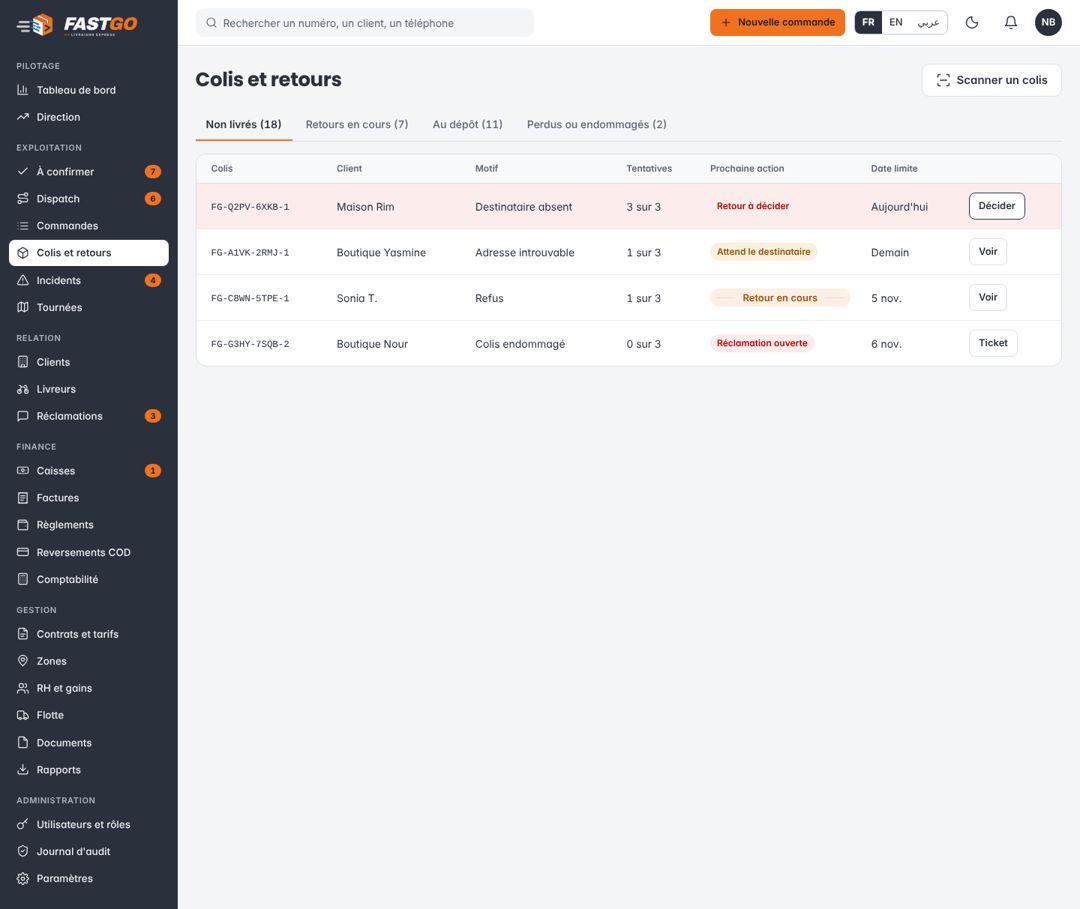 FASTGO
LIVRAISON EXPRESS
Rechercher un numéro, un client, un téléphone
+ Nouvelle commande
FR EN عربي
NB
PILOTAGE
Tableau de bord
Direction
EXPLOITATION
À confirmer 7
Dispatch 6
Commandes
Colis et retours
Incidents 4
Tournées
RELATION
Clients
Livreurs
Réclamations 3
FINANCE
Caisses 1
Factures
Règlements
Reversements COD
Comptabilité
GESTION
Contrats et tarifs
Zones
RH et gains
Flotte
Documents
Rapports
ADMINISTRATION
Utilisateurs et rôles
Journal d'audit
Paramètres
Colis et retours
Scanner un colis
Non livrés (18) Retours en cours (7) Au dépôt (11) Perdus ou endommagés (2)
Colis Client Motif Tentatives Prochaine action Date limite
FG-Q2PV-6XKB-1 Maison Rim Destinataire absent 3 sur 3 Retour à décider Aujourd'hui Décider
FG-A1VK-2RMJ-1 Boutique Yasmine Adresse introuvable 1 sur 3 Attend le destinataire Demain Voir
FG-C8WN-5TPE-1 Sonia T. Refus 1 sur 3 Retour en cours 5 nov. Voir
FG-G3HY-7SQB-2 Boutique Nour Colis endommagé 0 sur 3 Réclamation ouverte 6 nov. Ticket